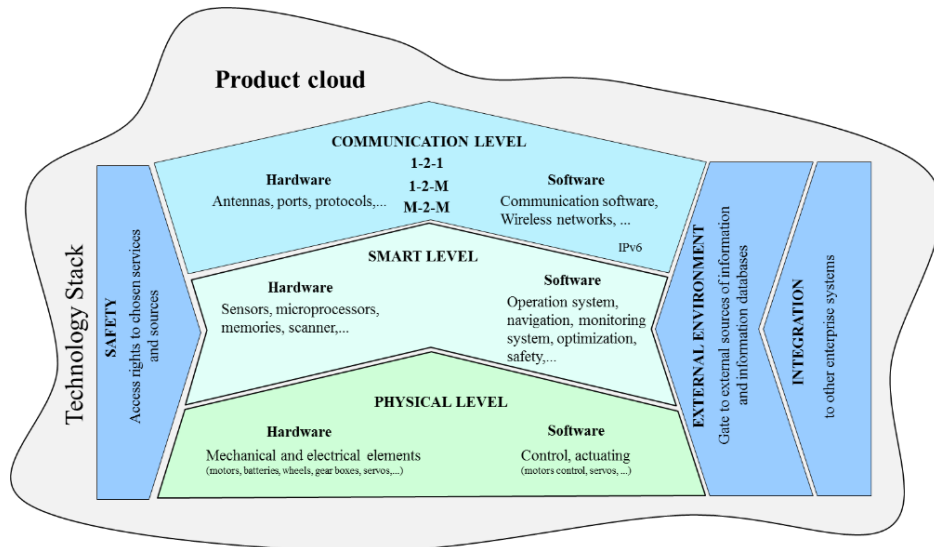 Product cloud
Technology Stack
SAFETY
Access rights to chosen services
and sources
COMMUNICATION LEVEL
1-2-1
1-2-M
M-2-M
Hardware
Antennas, ports, protocols,...
Software
Communication software,
Wireless networks, ...
IPv6
SMART LEVEL
Hardware
Sensors, microprocessors,
memories, scanner,...
Software
Operation system,
navigation, monitoring
system, optimization,
safety,...
PHYSICAL LEVEL
Hardware
Mechanical and electrical elements
(motors, batteries, wheels, gear boxes, servos,...)
Software
Control, actuating
(motors control, servos, ...)
EXTERNAL ENVIRONMENT
Gate to external sources of information
and information databases
INTEGRATION
to other enterprise systems